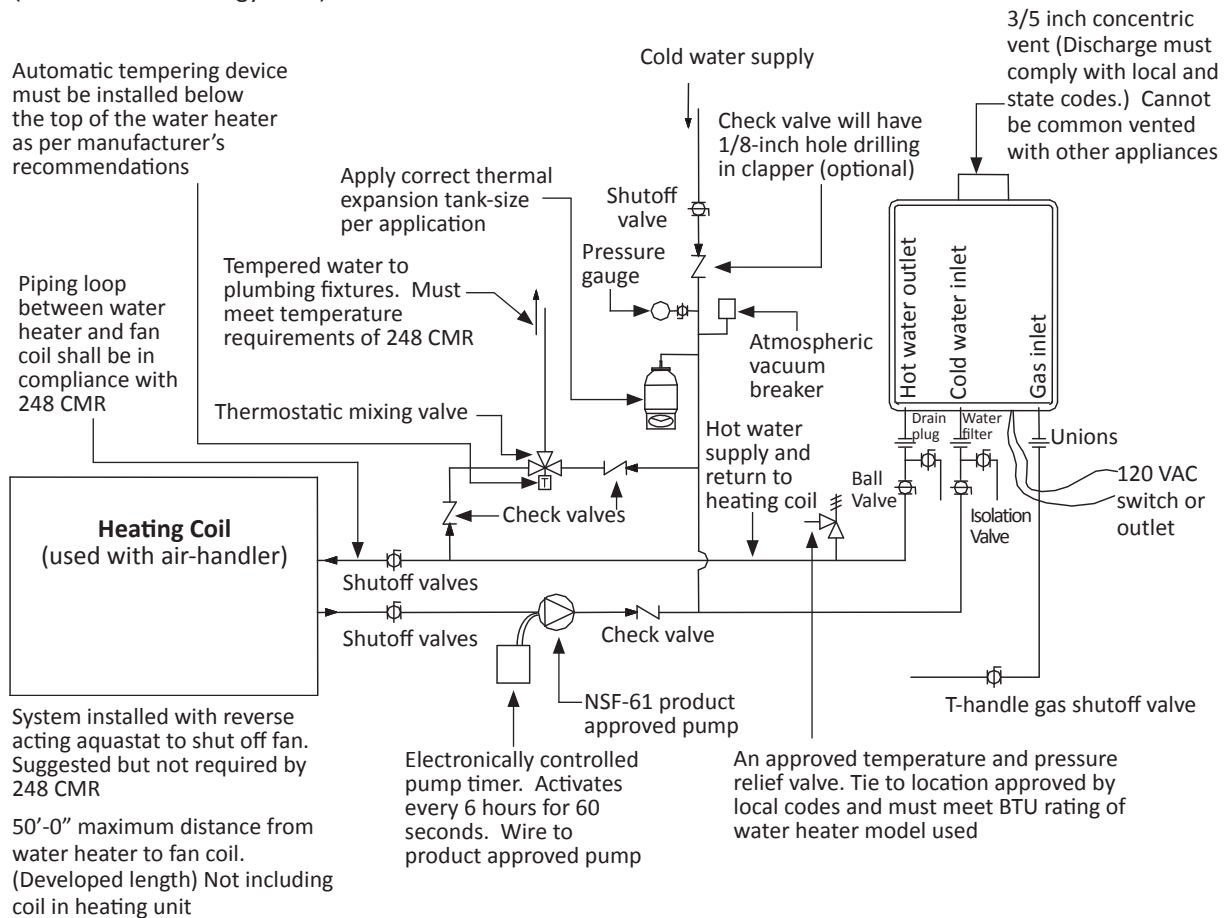 3/5 inch concentric
vent (Discharge must
comply with local and
state codes.) Cannot
be common vented
with other appliances
Cold water supply
Automatic tempering device
must be installed below
the top of the water heater
as per manufacturer's
recommendations
Check valve will have
1/8-inch hole drilling
in clapper (optional)
Apply correct thermal
expansion tank-size
per application
Shutoff
valve
Pressure
gauge
Tempered water to
plumbing fixtures. Must
meet temperature
requirements of 248 CMR
Piping loop
between water
heater and fan
coil shall be in
compliance with
248 CMR
Atmospheric
vacuum
breaker
Hot water outlet
Cold water inlet
Gas inlet
Thermostatic mixing valve
Hot water
supply and
return to
heating coil
Drain
plug
Water
filter
Unions
Ball
Valve
Isolation
Valve
120 VAC
switch or
outlet
T
Check valves
Heating Coil
(used with air-handler)
Shutoff valves
Shutoff valves
Check valve
NSF-61 product
approved pump
T-handle gas shutoff valve
System installed with reverse
acting aquastat to shut off fan.
Suggested but not required by
248 CMR
Electronically controlled
pump timer. Activates
every 6 hours for 60
seconds. Wire to
product approved pump
An approved temperature and pressure
relief valve. Tie to location approved by
local codes and must meet BTU rating of
water heater model used
50'-0" maximum distance from
water heater to fan coil.
(Developed length) Not including
coil in heating unit